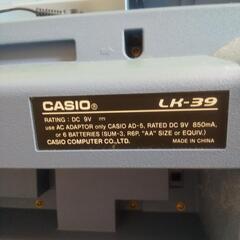 CASIO® LK-39
RATING : DC 9V ⎓
use AC ADAPTOR only CASIO AD-5, RATED DC 9V 850mA,
or 6 BATTERIES (SUM-3, R6P, "AA" SIZE or EQUIV.)
CASIO COMPUTER CO.,LTD. MADE IN CHINA